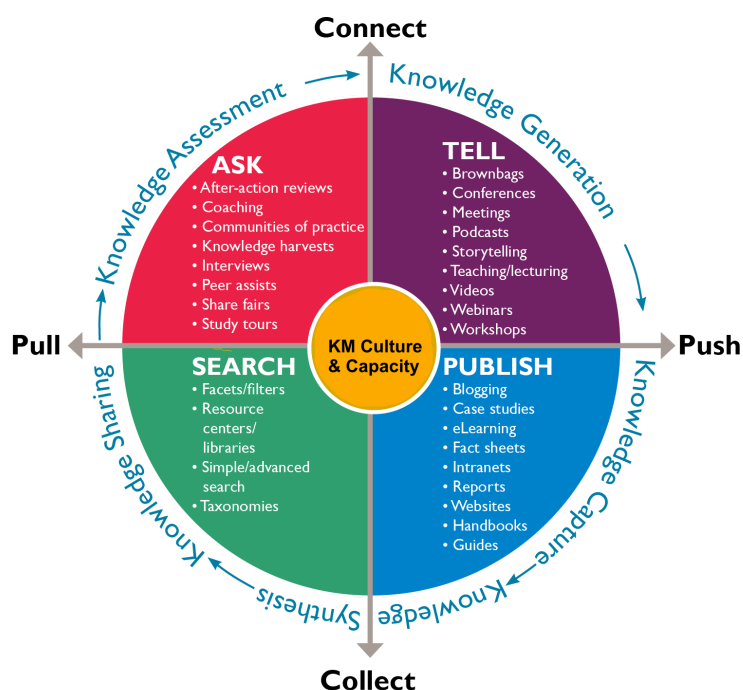 Connect
Knowledge Assessment
Knowledge Generation
ASK
• After-action reviews
• Coaching
• Communities of practice
• Knowledge harvests
• Interviews
• Peer assists
• Share fairs
• Study tours
TELL
• Brownbags
• Conferences
• Meetings
• Podcasts
• Storytelling
• Teaching/lecturing
• Videos
• Webinars
• Workshops
Pull
KM Culture
& Capacity
Push
SEARCH
• Facets/filters
• Resource
centers/
libraries
• Simple/advanced
search
• Taxonomies
PUBLISH
• Blogging
• Case studies
• eLearning
• Fact sheets
• Intranets
• Reports
• Websites
• Handbooks
• Guides
Knowledge Capture
Knowledge Synthesis
Knowledge Sharing
Collect